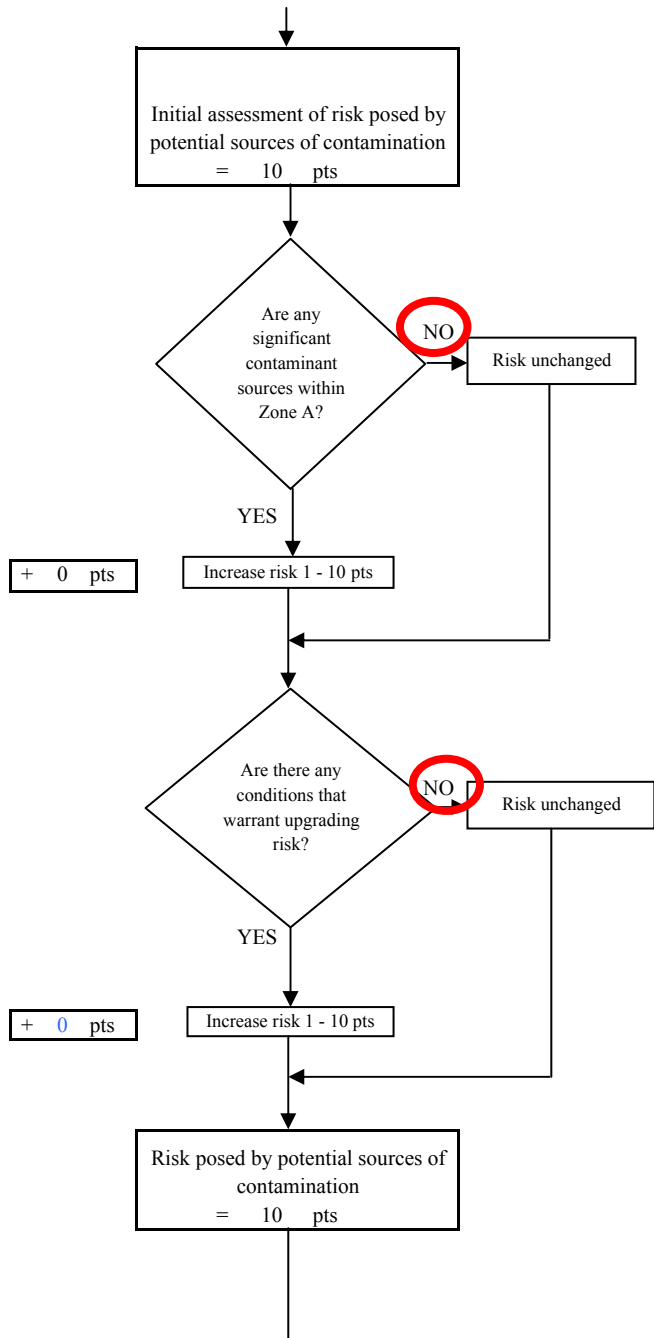 Initial assessment of risk posed by
potential sources of contamination
= 10 pts
Are any
significant
contaminant
sources within
Zone A?
NO
Risk unchanged
YES
+ 0 pts
Increase risk 1 - 10 pts
Are there any
conditions that
warrant upgrading
risk?
NO
Risk unchanged
YES
+ 0 pts
Increase risk 1 - 10 pts
Risk posed by potential sources of
contamination
= 10 pts